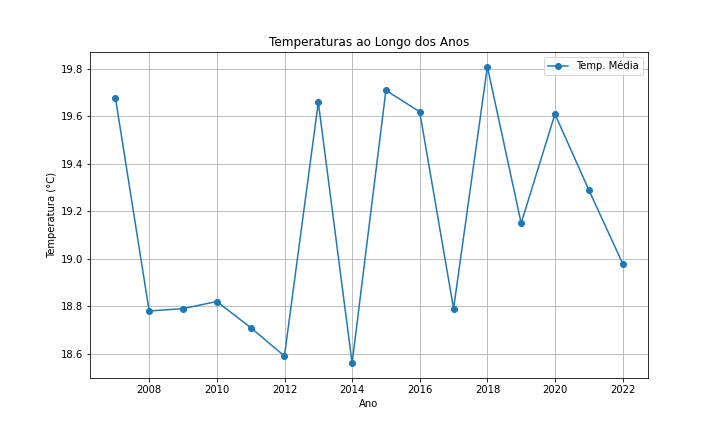 Temperaturas ao Longo dos Anos
Temp. Média
19.8
19.6
19.4
19.2
19.0
18.8
18.6
Temperatura (°C)
2008 2010 2012 2014 2016 2018 2020 2022
Ano